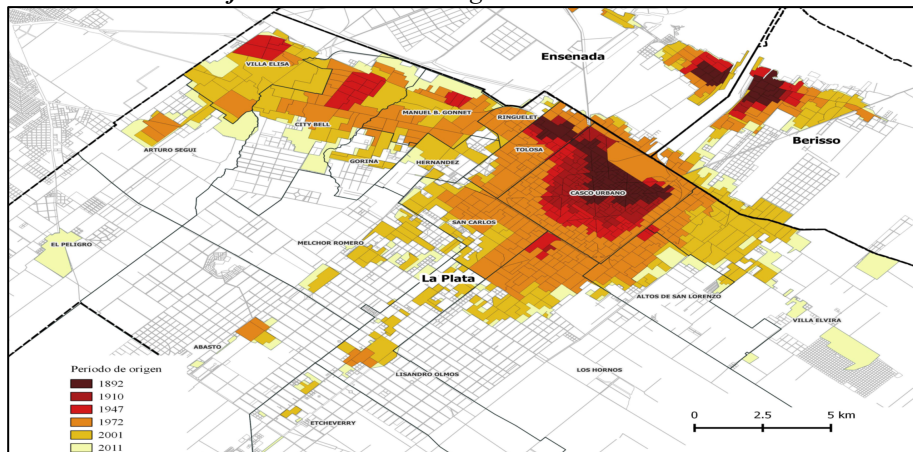 Ensenada
VILLA ELISA
MANUEL B. GONNET
RINGUELET
CITY BELL
Berisso
ARTURO SEGUI
TOLOSA
GORINA
HERNANDEZ
CASCO URBANO
SAN CARLOS
EL PELIGRO
MELCHOR ROMERO
La Plata
ALTOS DE SAN LORENZO
VILLA ELVIRA
ABASTO
LISANDRO OLMOS
LOS HORNOS
ETCHEVERRY
Periodo de origen
1892
1910
1947
1972
2001
2011
0 2.5 5 km